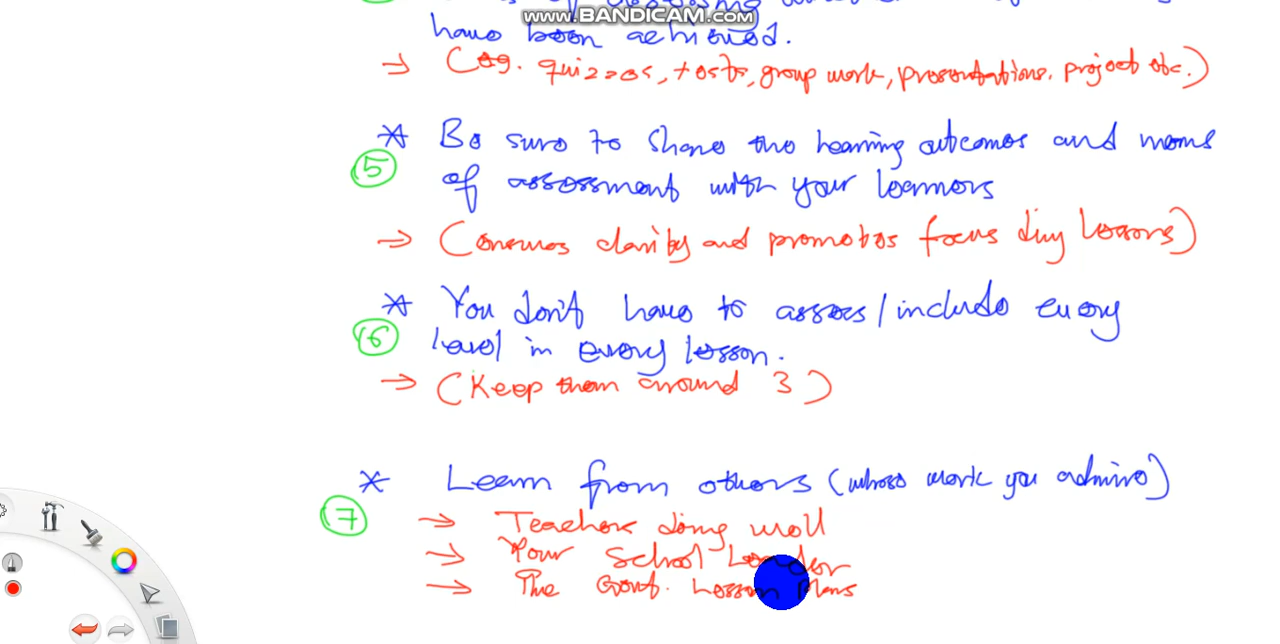 www.BANDICAM.com
of assessing
have been achieved.
→ (eg. quizzes, tests, group work, presentations, project etc.)
* Be sure to share the learning outcomes and means
5
of assessment with your learners
→ (Ensures clarity and promotes focus during lessons)
* You don't have to assess/include every
6
level in every lesson.
→ (Keep them around 3)
* Learn from others (whose work you admire)
7
→ Teachers doing well
→ Your School Leader
→ The Govt. Lesson Plans